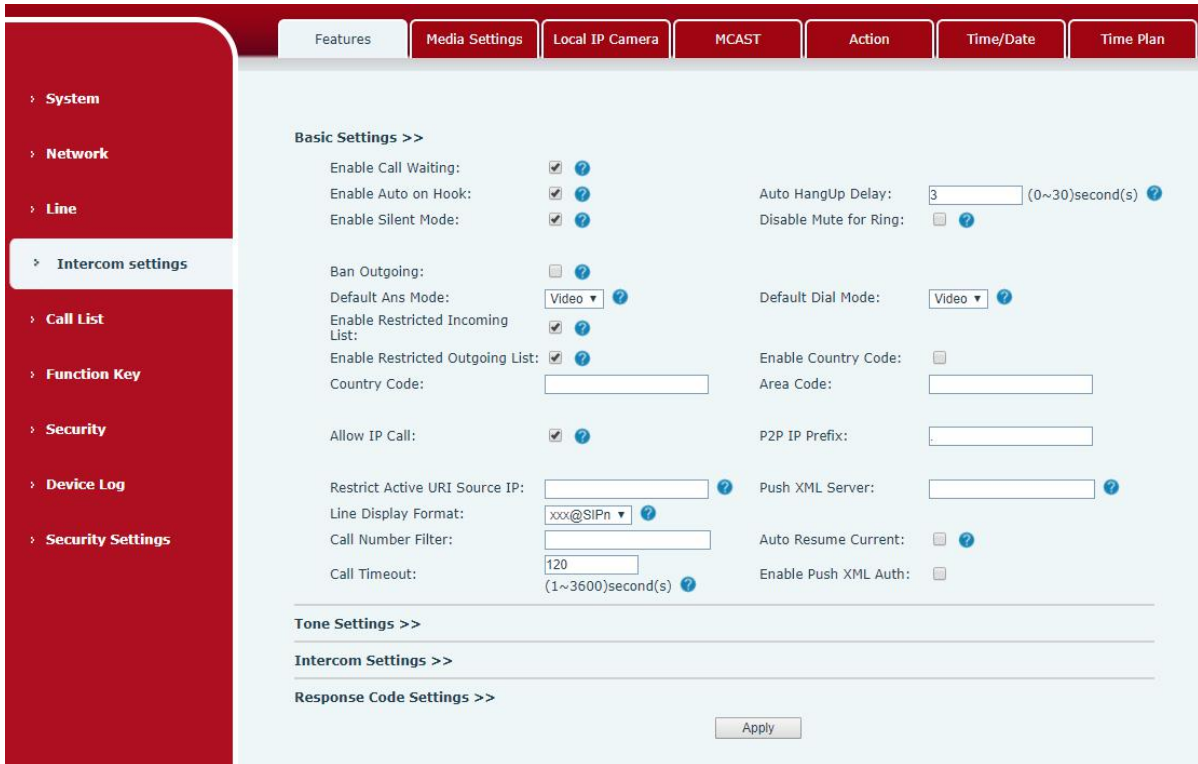 Features Media Settings Local IP Camera MCAST Action Time/Date Time Plan
› System
› Network
› Line
› Intercom settings
› Call List
› Function Key
› Security
› Device Log
› Security Settings
Basic Settings >>
Enable Call Waiting: ?
Enable Auto on Hook: ? Auto HangUp Delay: 3 (0~30)second(s) ?
Enable Silent Mode: ? Disable Mute for Ring: ?
Ban Outgoing: ?
Default Ans Mode: Video ▾ ? Default Dial Mode: Video ▾ ?
Enable Restricted Incoming
List: ?
Enable Restricted Outgoing List: ? Enable Country Code:
Country Code: Area Code:
Allow IP Call: ? P2P IP Prefix: .
Restrict Active URI Source IP: ? Push XML Server: ?
Line Display Format: xxx@SIPn ▾ ?
Call Number Filter: Auto Resume Current: ?
Call Timeout: 120
(1~3600)second(s) ? Enable Push XML Auth:
Tone Settings >>
Intercom Settings >>
Response Code Settings >>
Apply